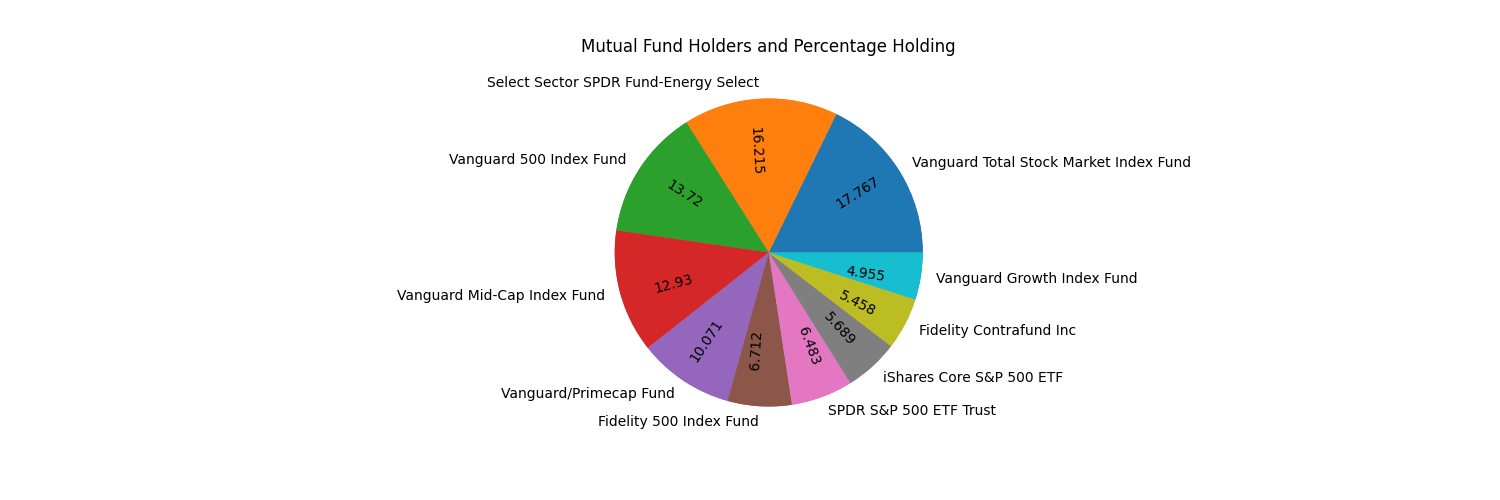 Mutual Fund Holders and Percentage Holding
Select Sector SPDR Fund-Energy Select
16.215
Vanguard 500 Index Fund
13.72
Vanguard Total Stock Market Index Fund
17.767
Vanguard Mid-Cap Index Fund
12.93
Vanguard Growth Index Fund
4.955
Fidelity Contrafund Inc
5.458
iShares Core S&P 500 ETF
5.689
Vanguard/Primecap Fund
10.071
Fidelity 500 Index Fund
6.712
SPDR S&P 500 ETF Trust
6.483